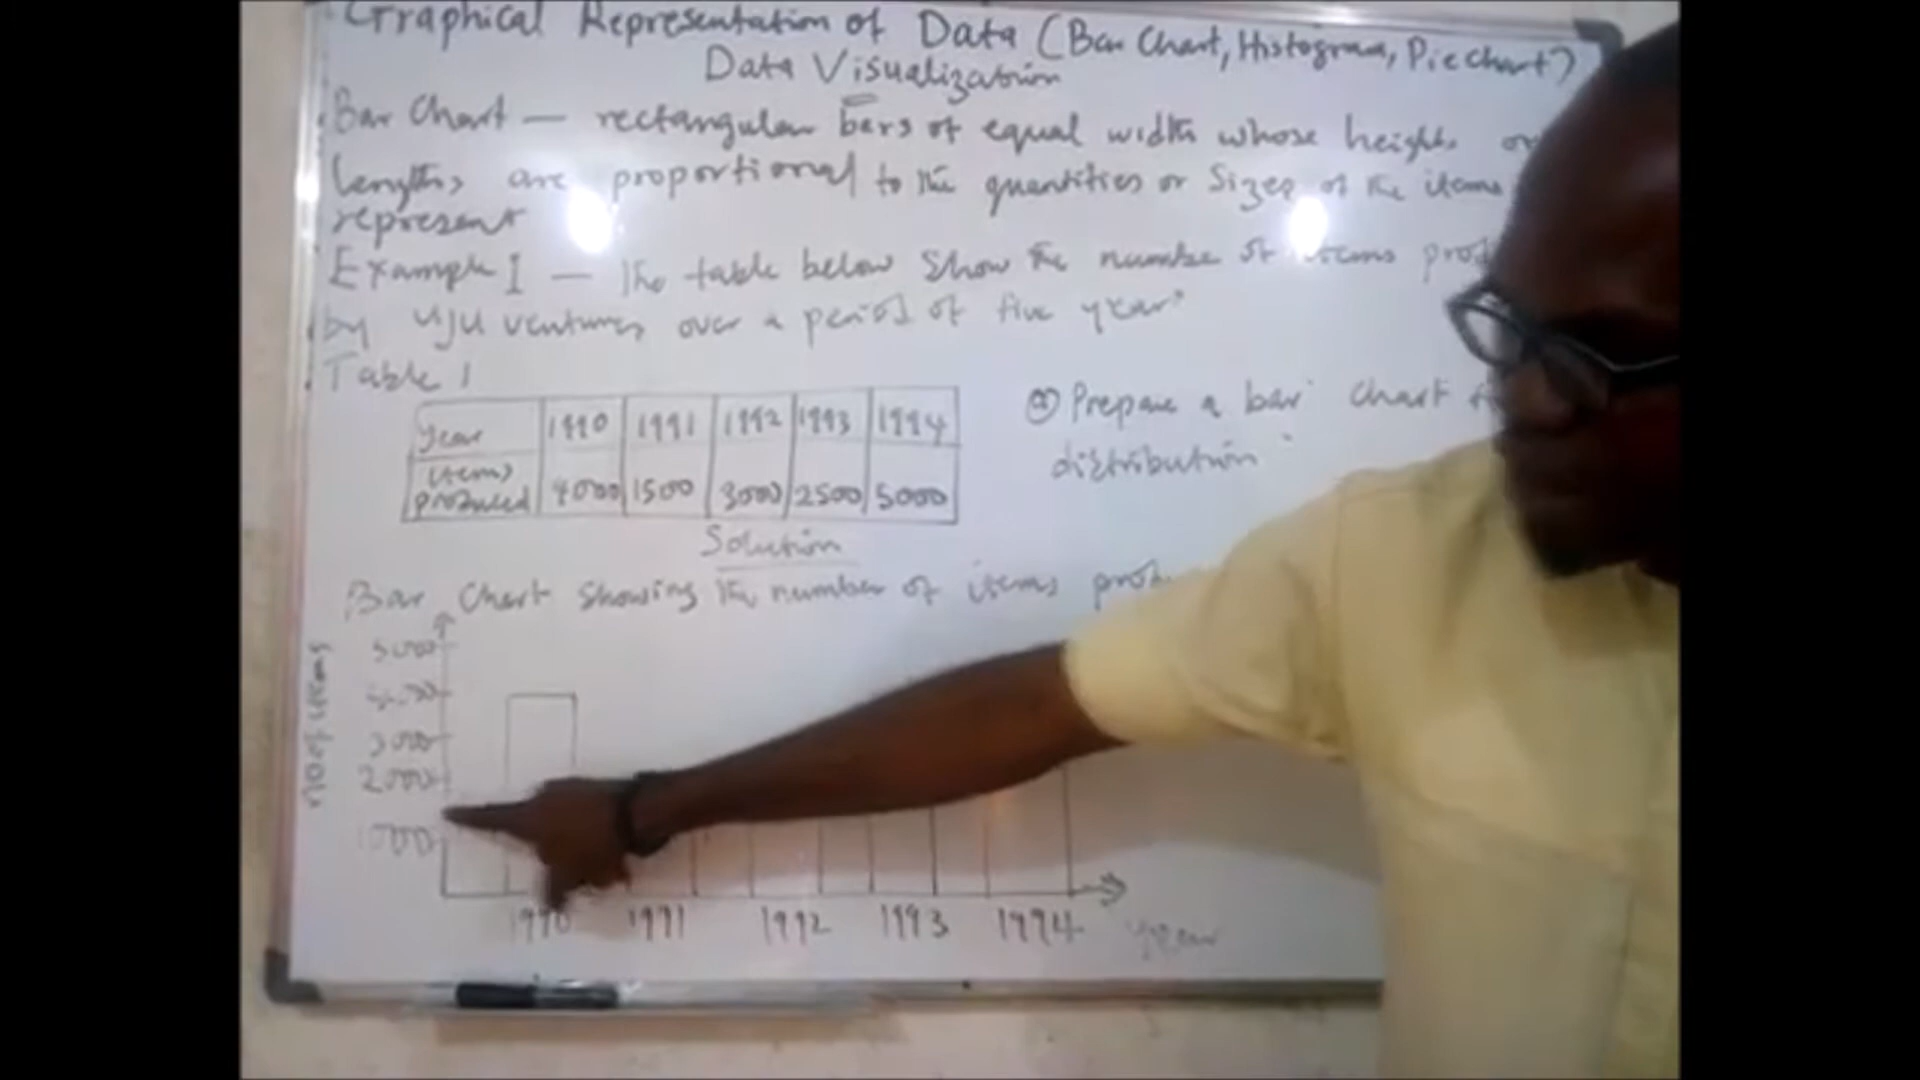 Graphical Representation of Data (Bar Chart, Histogram, Pie Chart)
Data Visualization
Bar Chart — rectangular bars of equal width whose heights or
lengths are proportional to the quantities or sizes of the items
represent
Example 1 — The table below show the number of items prod
by UJU ventures over a period of five years
Table 1
year 1990 1991 1992 1993 1994
items produced 4000 1500 3000 2500 5000
(a) Prepare a bar chart
distribution
Solution
Bar Chart showing the number of items prod
No of items
5000
4000
3000
2000
1000
1990 1991 1992 1993 1994 year